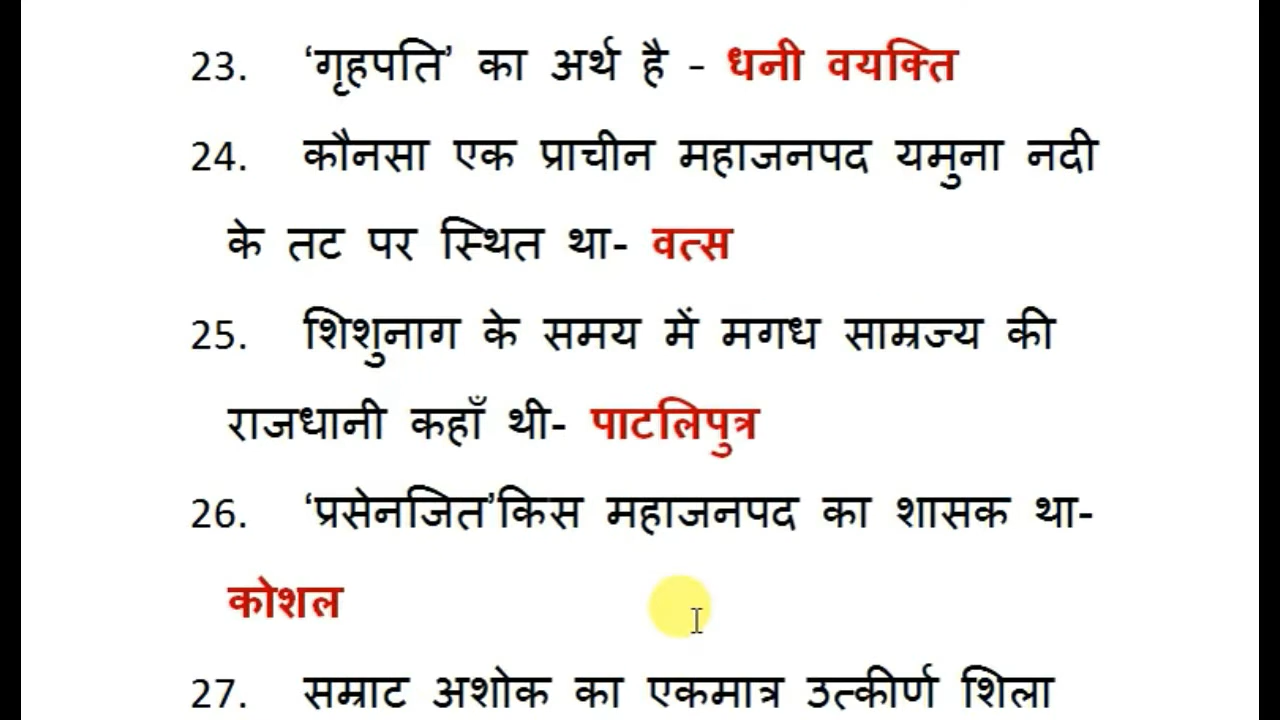 23. ‘गृहपति’ का अर्थ है - धनी वयक्ति
24. कौनसा एक प्राचीन महाजनपद यमुना नदी
के तट पर स्थित था- वत्स
25. शिशुनाग के समय में मगध साम्रज्य की
राजधानी कहाँ थी- पाटलिपुत्र
26. ‘प्रसेनजित’किस महाजनपद का शासक था-
कोशल
27. सम्राट अशोक का एकमात्र उत्कीर्ण शिला